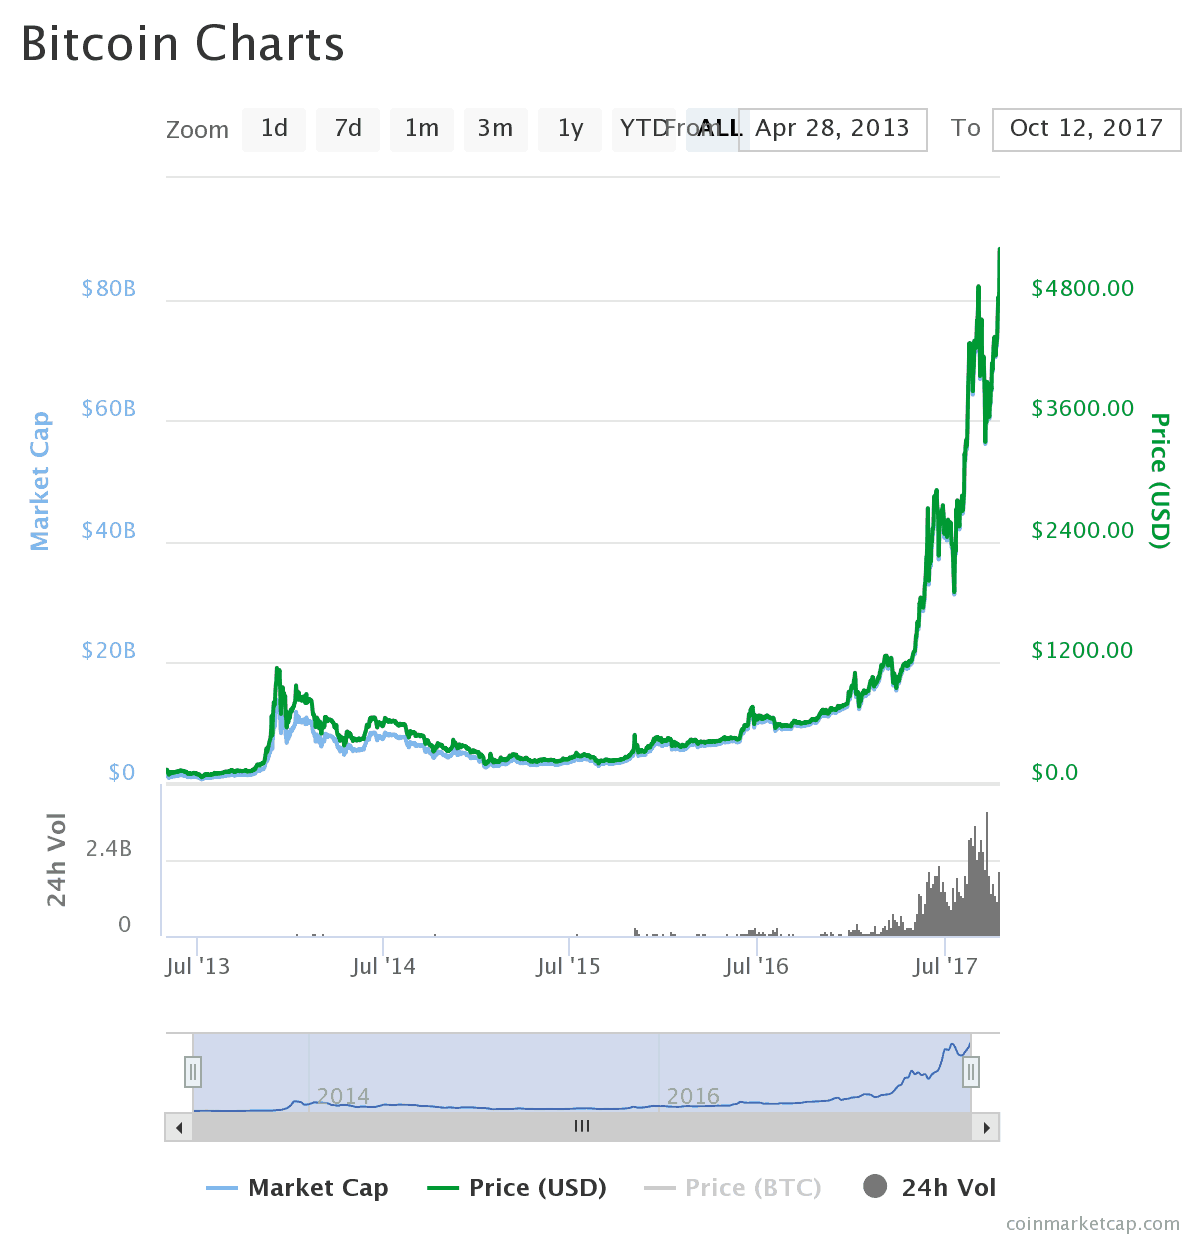 Bitcoin Charts
Zoom 1d 7d 1m 3m 1y YTD From ALL Apr 28, 2013 To Oct 12, 2017
$80B $4800.00
$60B $3600.00
Market Cap
Price (USD)
$40B $2400.00
$20B $1200.00
$0 $0.0
24h Vol
2.4B
0
Jul '13 Jul '14 Jul '15 Jul '16 Jul '17
2014 2016
Market Cap Price (USD) Price (BTC) 24h Vol
coinmarketcap.com